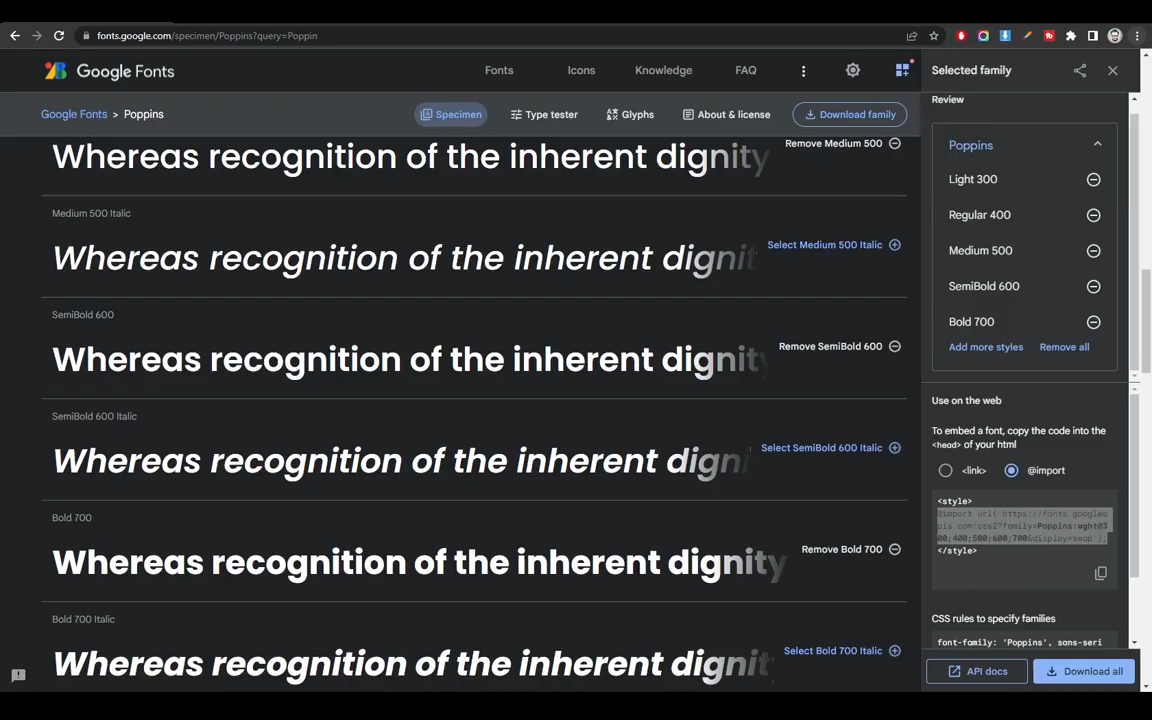 fonts.google.com/specimen/Poppins?query=Poppin
Google Fonts
Fonts
Icons
Knowledge
FAQ
Selected family
Google Fonts > Poppins
Specimen
Type tester
Glyphs
About & license
Download family
Whereas recognition of the inherent dignity
Remove Medium 500
Medium 500 Italic
Whereas recognition of the inherent dignit
Select Medium 500 Italic
SemiBold 600
Whereas recognition of the inherent dignity
Remove SemiBold 600
SemiBold 600 Italic
Whereas recognition of the inherent digni
Select SemiBold 600 Italic
Bold 700
Whereas recognition of the inherent dignity
Remove Bold 700
Bold 700 Italic
Whereas recognition of the inherent dignit
Select Bold 700 Italic
Review
Poppins
Light 300
Regular 400
Medium 500
SemiBold 600
Bold 700
Add more styles
Remove all
Use on the web
To embed a font, copy the code into the
<head> of your html
<link>
@import
<style>
@import url('https://fonts.googlea
pis.com/css2?family=Poppins:wght@3
00;400;500;600;700&display=swap');
</style>
CSS rules to specify families
font-family: 'Poppins', sans-seri
API docs
Download all